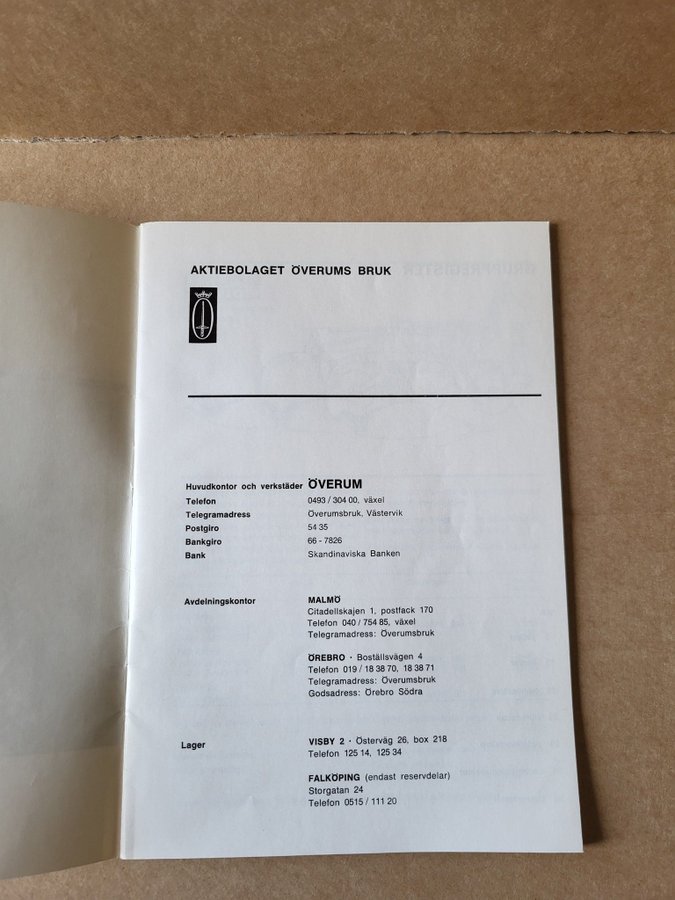 AKTIEBOLAGET ÖVERUMS BRUK
Huvudkontor och verkstäder ÖVERUM
Telefon 0493 / 304 00, växel
Telegramadress Överumsbruk, Västervik
Postgiro 54 35
Bankgiro 66 - 7826
Bank Skandinaviska Banken
Avdelningskontor MALMÖ
Citadellskajen 1, postfack 170
Telefon 040 / 754 85, växel
Telegramadress: Överumsbruk
ÖREBRO · Boställsvägen 4
Telefon 019 / 18 38 70, 18 38 71
Telegramadress: Överumsbruk
Godsadress: Örebro Södra
Lager VISBY 2 · Österväg 26, box 218
Telefon 125 14, 125 34
FALKÖPING (endast reservdelar)
Storgatan 24
Telefon 0515 / 111 20